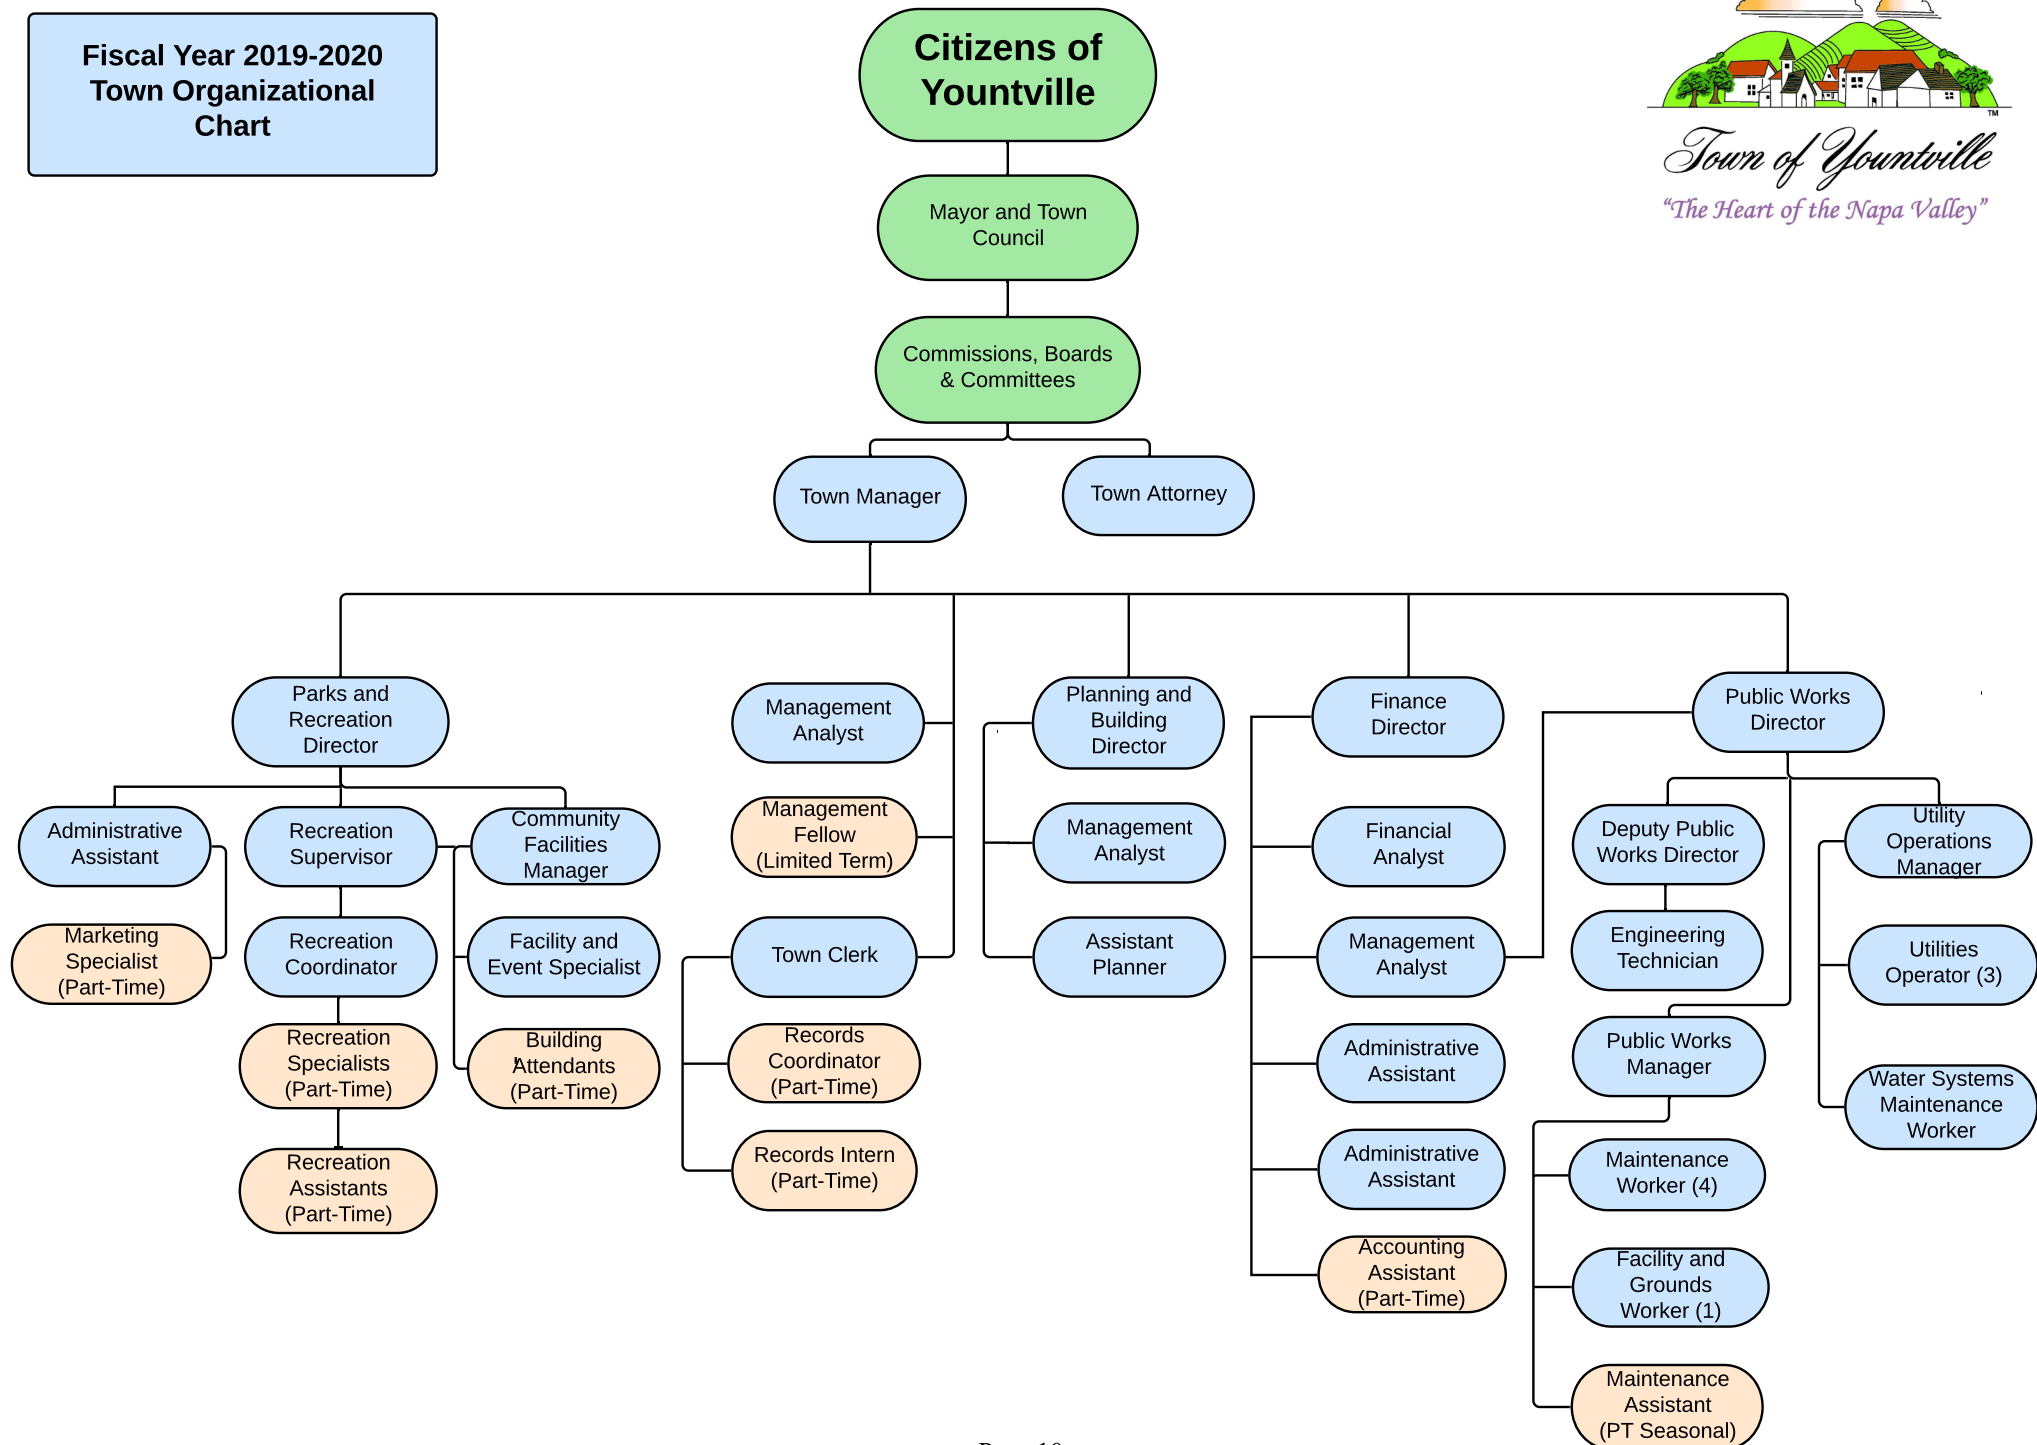 Fiscal Year 2019-2020
Town Organizational
Chart
Citizens of
Yountville
TM
Town of Yountville
“The Heart of the Napa Valley”
Mayor and Town
Council
Commissions, Boards
& Committees
Town Manager
Town Attorney
Parks and
Recreation
Director
Management
Analyst
Planning and
Building
Director
Finance
Director
Public Works
Director
Administrative
Assistant
Recreation
Supervisor
Community
Facilities
Manager
Management
Fellow
(Limited Term)
Management
Analyst
Financial
Analyst
Deputy Public
Works Director
Utility
Operations
Manager
Marketing
Specialist
(Part-Time)
Recreation
Coordinator
Facility and
Event Specialist
Town Clerk
Assistant
Planner
Management
Analyst
Engineering
Technician
Utilities
Operator (3)
Recreation
Specialists
(Part-Time)
Building
Attendants
(Part-Time)
Records
Coordinator
(Part-Time)
Administrative
Assistant
Public Works
Manager
Water Systems
Maintenance
Worker
Recreation
Assistants
(Part-Time)
Records Intern
(Part-Time)
Administrative
Assistant
Maintenance
Worker (4)
Accounting
Assistant
(Part-Time)
Facility and
Grounds
Worker (1)
Maintenance
Assistant
(PT Seasonal)